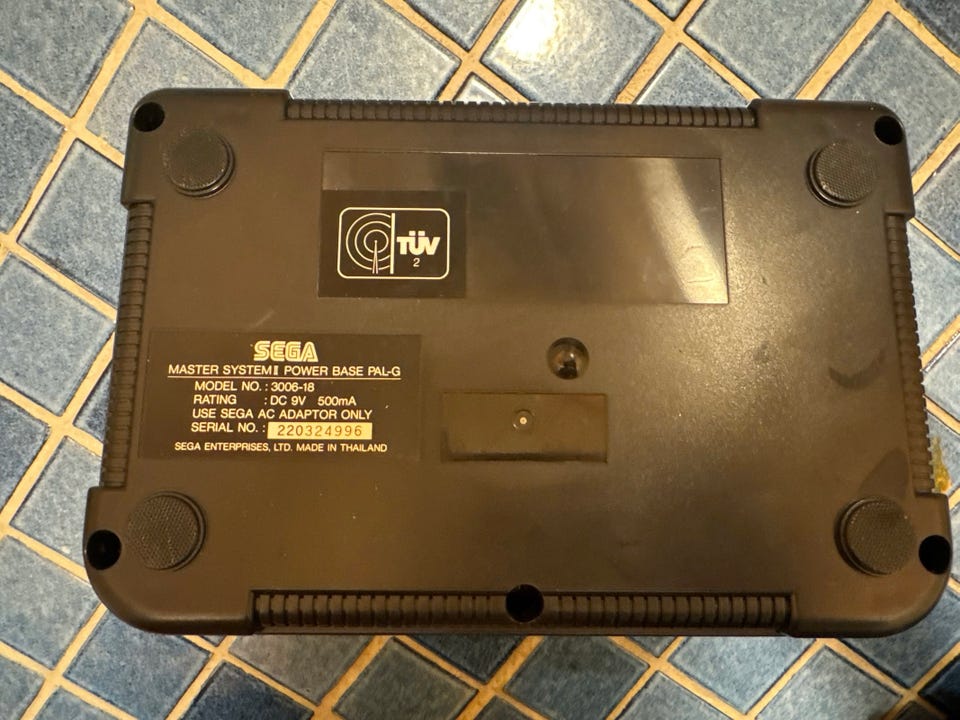 TÜV
2
SEGA
MASTER SYSTEM II POWER BASE PAL-G
MODEL NO. : 3006-18
RATING : DC 9V 500mA
USE SEGA AC ADAPTOR ONLY
SERIAL NO. : 220324996
SEGA ENTERPRISES, LTD. MADE IN THAILAND